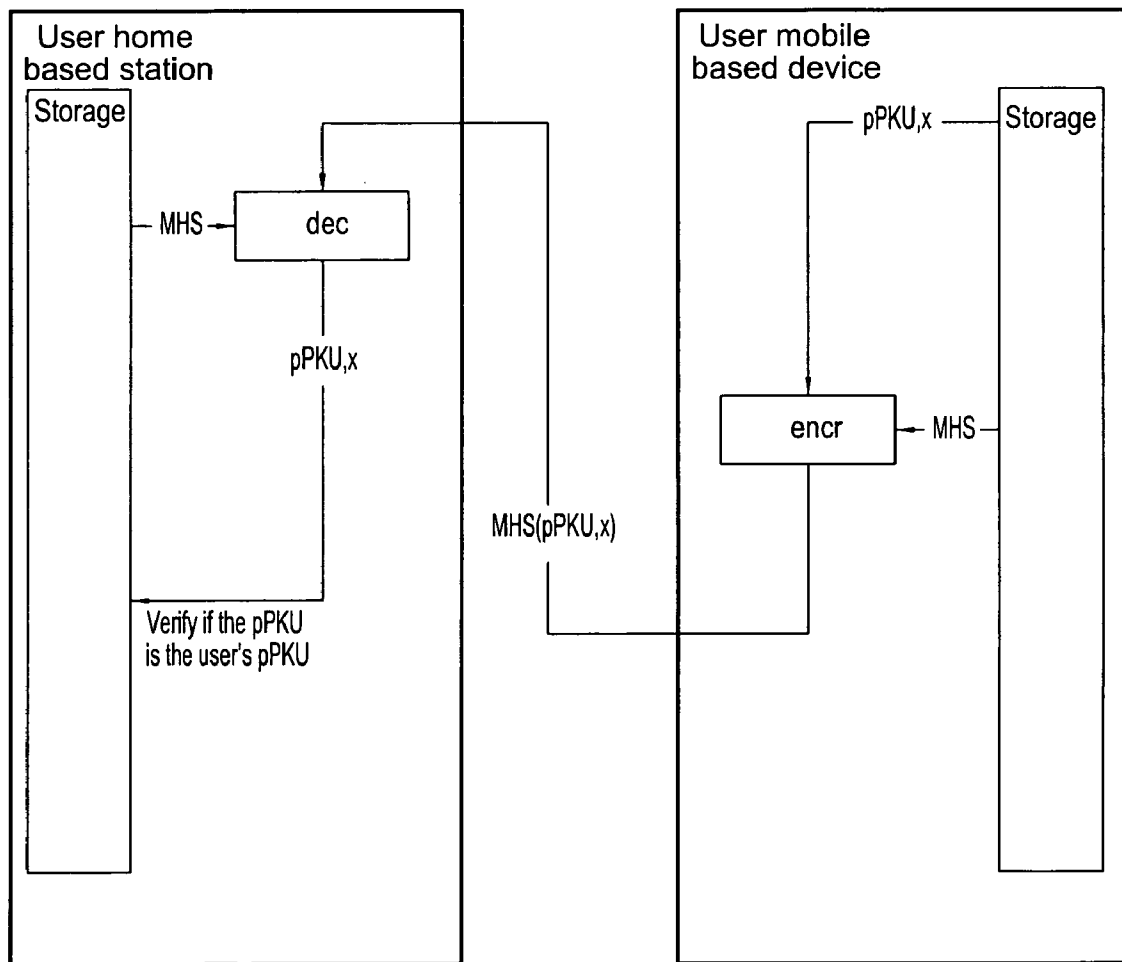 User home
based station
Storage
MHS
dec
pPKU,x
Verify if the pPKU
is the user's pPKU
MHS(pPKU,x)
User mobile
based device
pPKU,x
Storage
encr
MHS